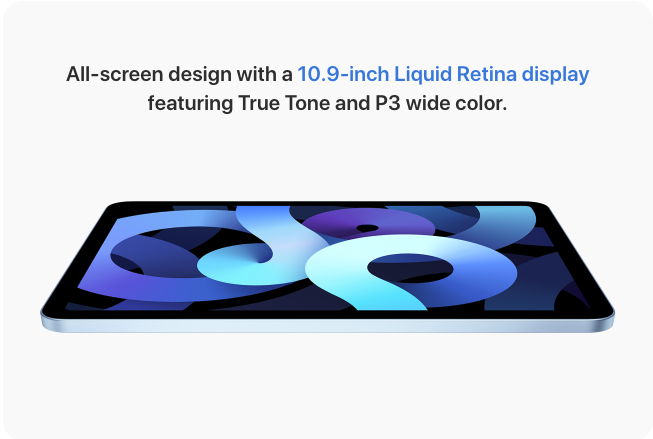 All-screen design with a 10.9-inch Liquid Retina display
featuring True Tone and P3 wide color.